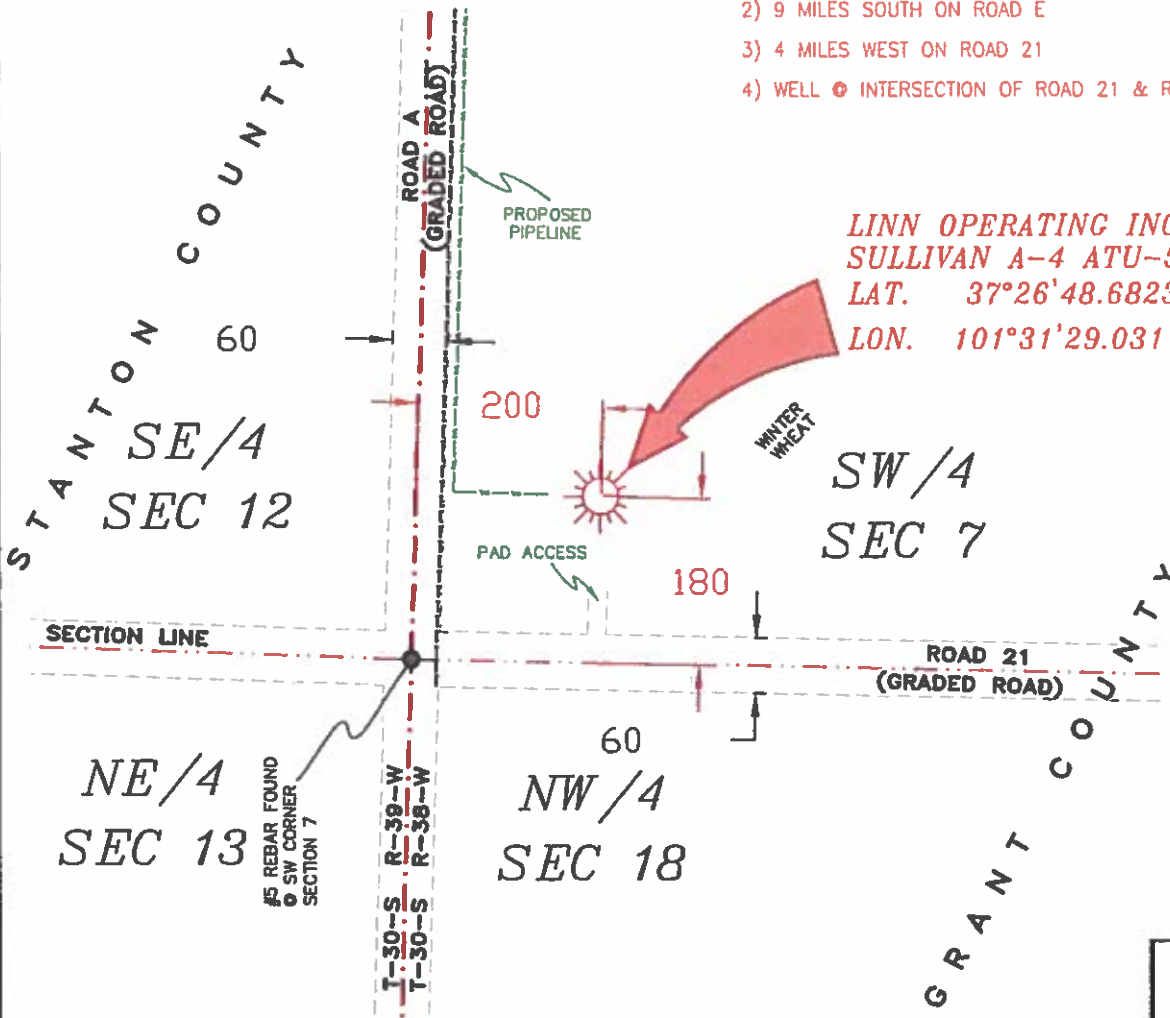 2) 9 MILES SOUTH ON ROAD E
3) 4 MILES WEST ON ROAD 21
4) WELL @ INTERSECTION OF ROAD 21 & R
STANTON COUNTY
ROAD A
(GRADED ROAD)
PROPOSED
PIPELINE
LINN OPERATING INC
SULLIVAN A-4 ATU-5
LAT. 37°26'48.6823
LON. 101°31'29.031
60
200
WINTER
WHEAT
SE/4
SEC 12
SW/4
SEC 7
PAD ACCESS
180
SECTION LINE
ROAD 21
(GRADED ROAD)
60
NE/4
SEC 13
#5 REBAR FOUND
@ SW CORNER
SECTION 7
T-30-S R-39-W
T-30-S R-38-W
NW/4
SEC 18
GRANT COUNTY